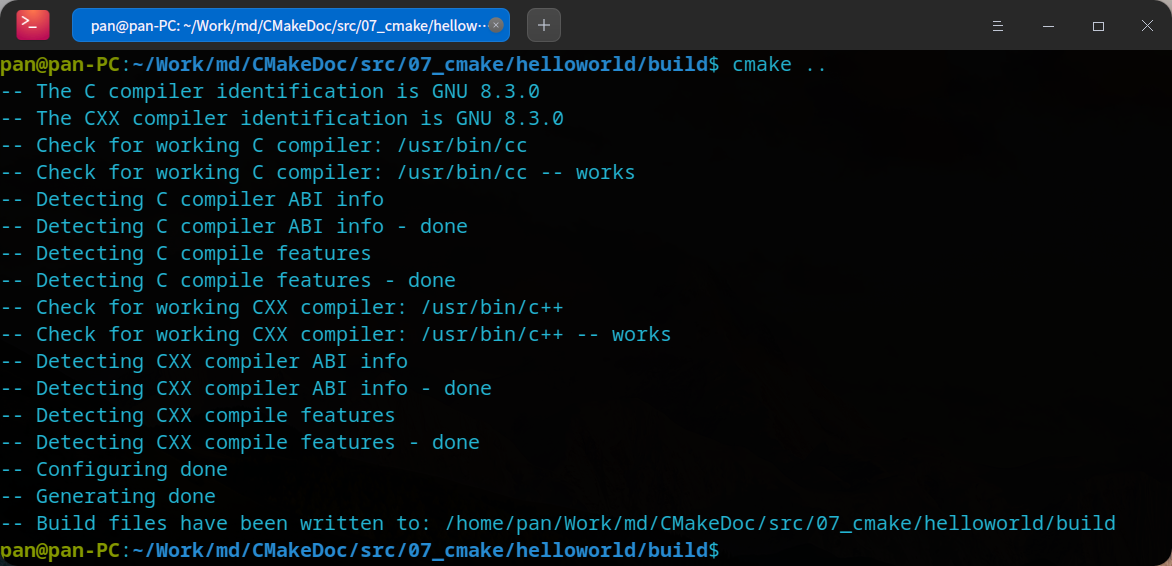 >_
pan@pan-PC: ~/Work/md/CMakeDoc/src/07_cmake/hellow···
pan@pan-PC:~/Work/md/CMakeDoc/src/07_cmake/helloworld/build$ cmake ..
-- The C compiler identification is GNU 8.3.0
-- The CXX compiler identification is GNU 8.3.0
-- Check for working C compiler: /usr/bin/cc
-- Check for working C compiler: /usr/bin/cc -- works
-- Detecting C compiler ABI info
-- Detecting C compiler ABI info - done
-- Detecting C compile features
-- Detecting C compile features - done
-- Check for working CXX compiler: /usr/bin/c++
-- Check for working CXX compiler: /usr/bin/c++ -- works
-- Detecting CXX compiler ABI info
-- Detecting CXX compiler ABI info - done
-- Detecting CXX compile features
-- Detecting CXX compile features - done
-- Configuring done
-- Generating done
-- Build files have been written to: /home/pan/Work/md/CMakeDoc/src/07_cmake/helloworld/build
pan@pan-PC:~/Work/md/CMakeDoc/src/07_cmake/helloworld/build$